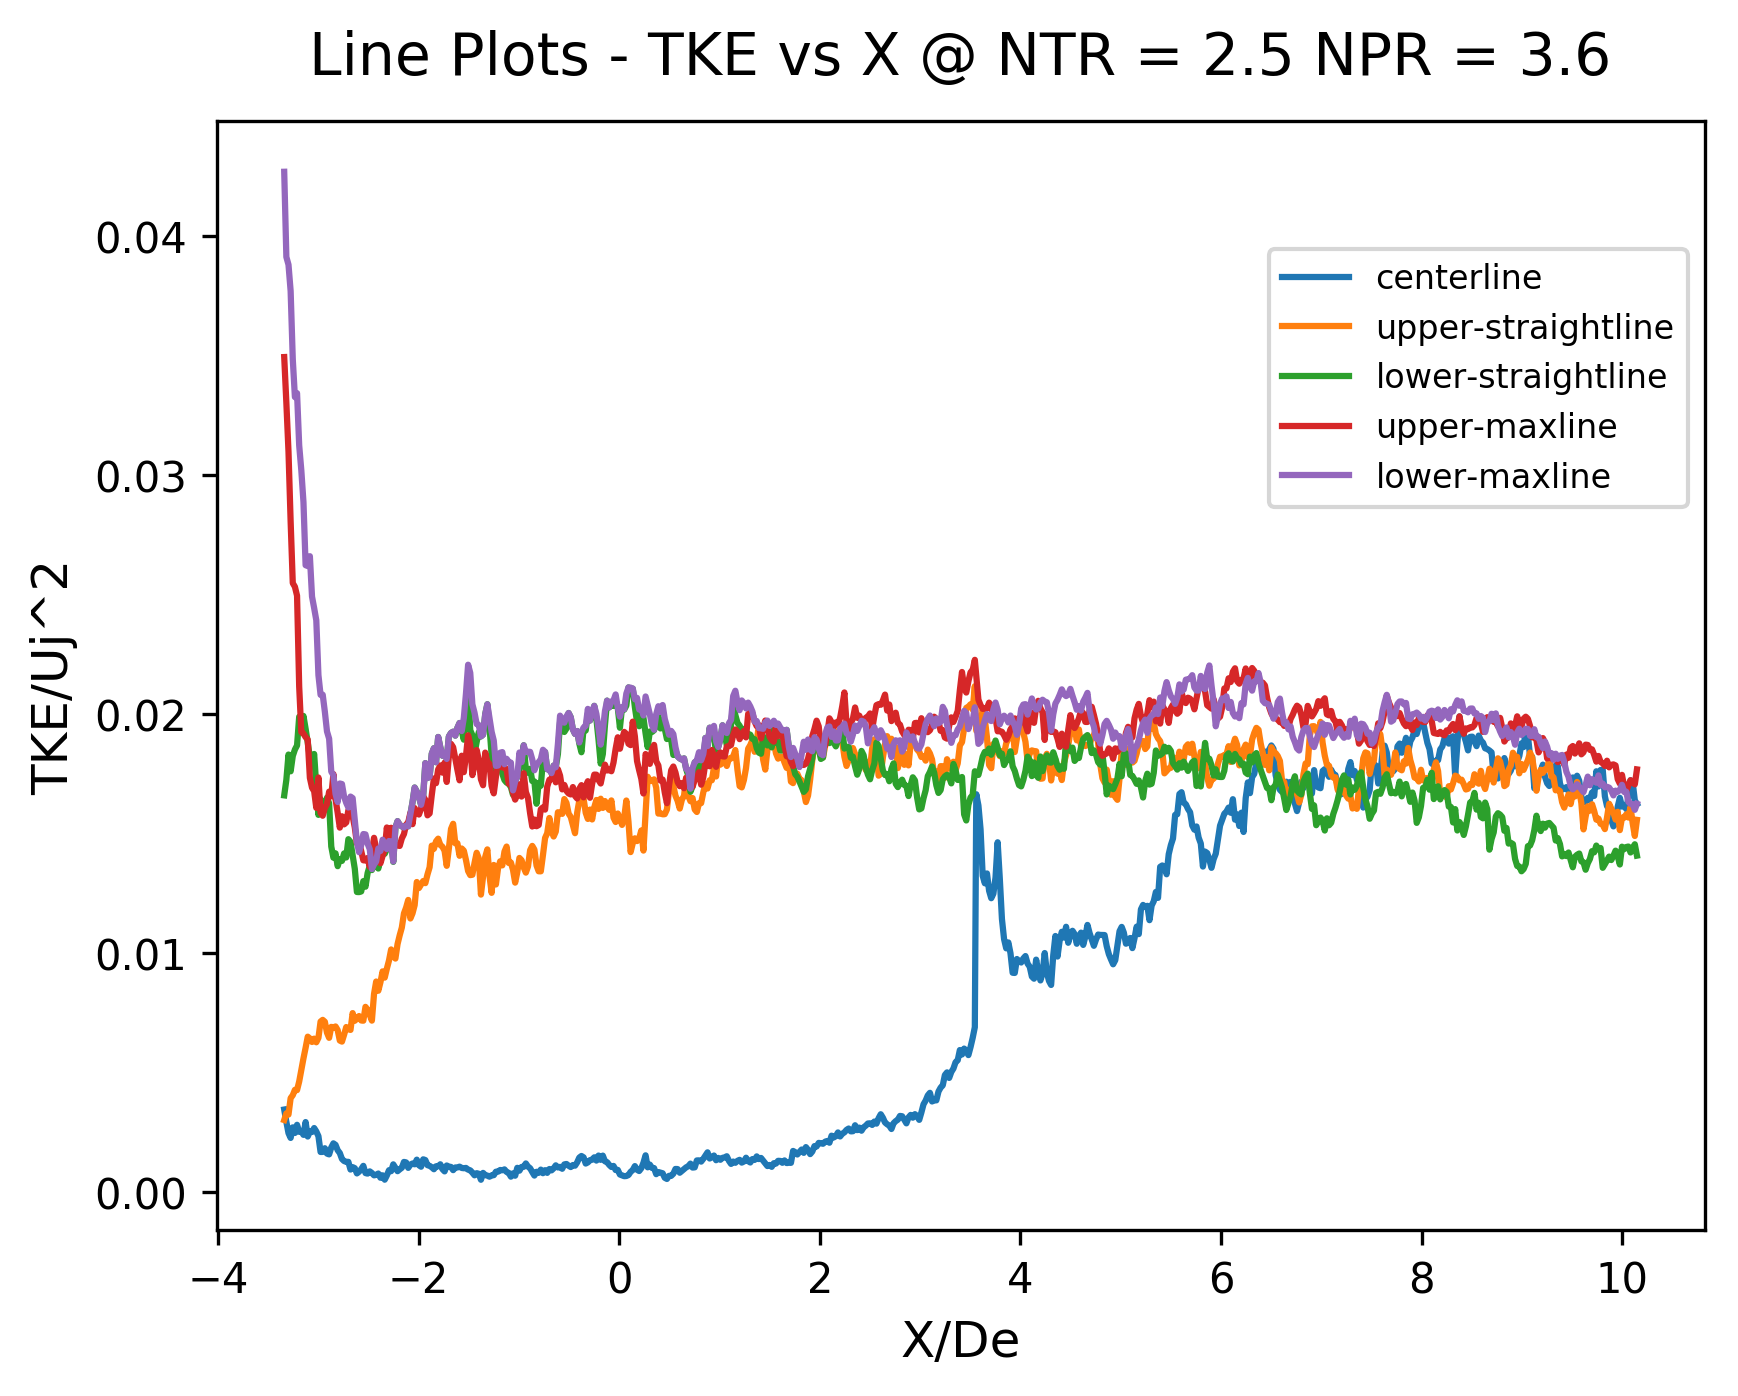 Line Plots - TKE vs X @ NTR = 2.5 NPR = 3.6
TKE/Uj^2
0.04
0.03
0.02
0.01
0.00
centerline
upper-straightline
lower-straightline
upper-maxline
lower-maxline
−4 −2 0 2 4 6 8 10
X/De